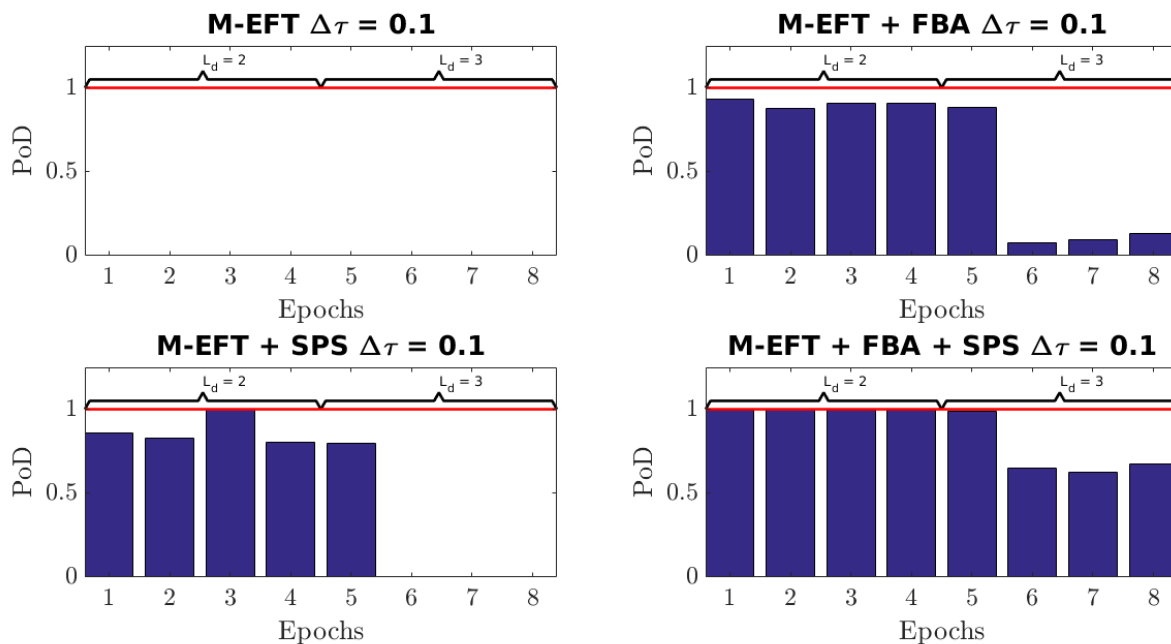 M-EFT Δτ = 0.1
L_d = 2
L_d = 3
1
0.5
0
PoD
1 2 3 4 5 6 7 8
Epochs
M-EFT + FBA Δτ = 0.1
L_d = 2
L_d = 3
1
0.5
0
PoD
1 2 3 4 5 6 7 8
Epochs
M-EFT + SPS Δτ = 0.1
L_d = 2
L_d = 3
1
0.5
0
PoD
1 2 3 4 5 6 7 8
Epochs
M-EFT + FBA + SPS Δτ = 0.1
L_d = 2
L_d = 3
1
0.5
0
PoD
1 2 3 4 5 6 7 8
Epochs